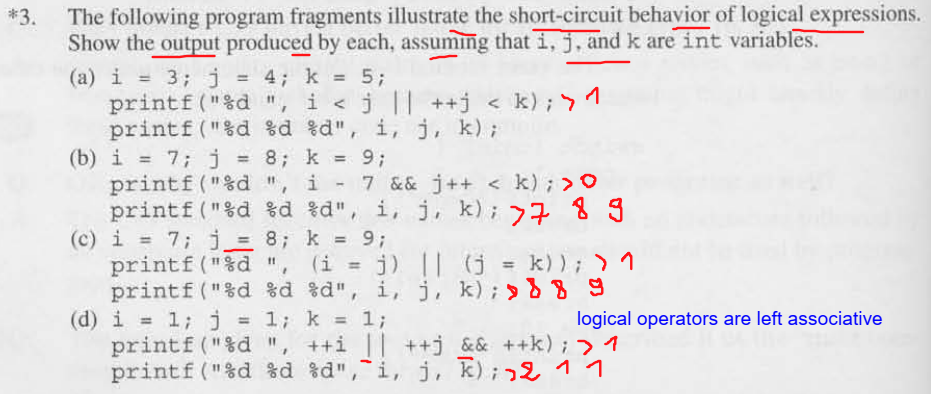 *3. The following program fragments illustrate the short-circuit behavior of logical expressions.
Show the output produced by each, assuming that i, j, and k are int variables.
(a) i = 3; j = 4; k = 5;
printf("%d ", i < j || ++j < k); > 1
printf("%d %d %d", i, j, k);
(b) i = 7; j = 8; k = 9;
printf("%d ", i - 7 && j++ < k); > 0
printf("%d %d %d", i, j, k); > 7 8 9
(c) i = 7; j = 8; k = 9;
printf("%d ", (i = j) || (j = k)); > 1
printf("%d %d %d", i, j, k); > 8 8 9
(d) i = 1; j = 1; k = 1; logical operators are left associative
printf("%d ", ++i || ++j && ++k); > 1
printf("%d %d %d", i, j, k); > 2 1 1